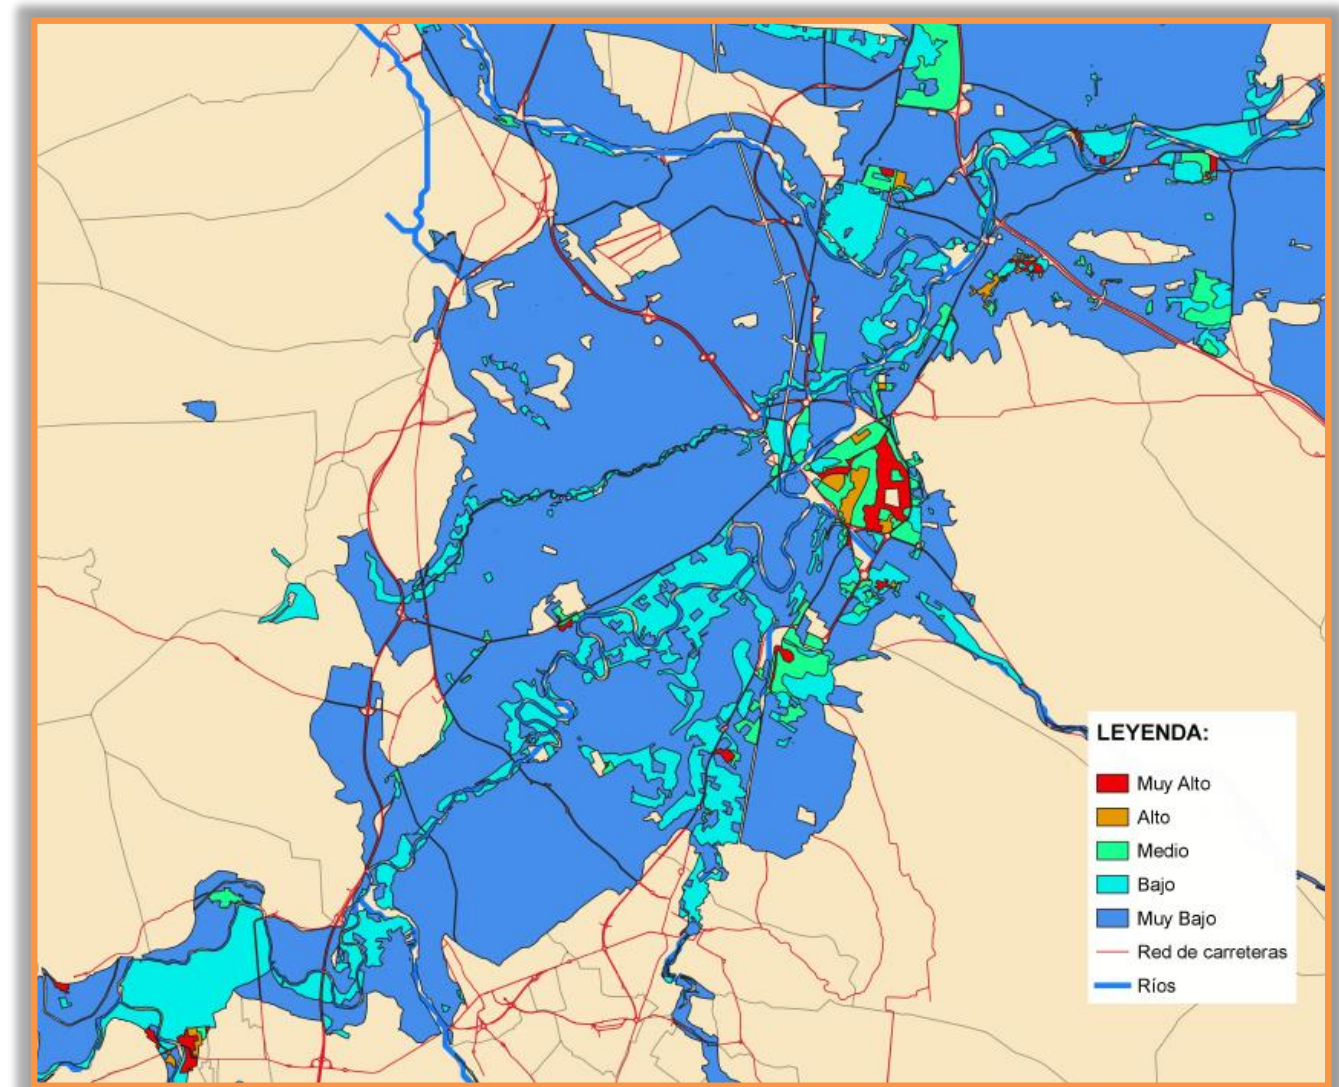 LEYENDA:
Muy Alto
Alto
Medio
Bajo
Muy Bajo
Red de carreteras
Ríos